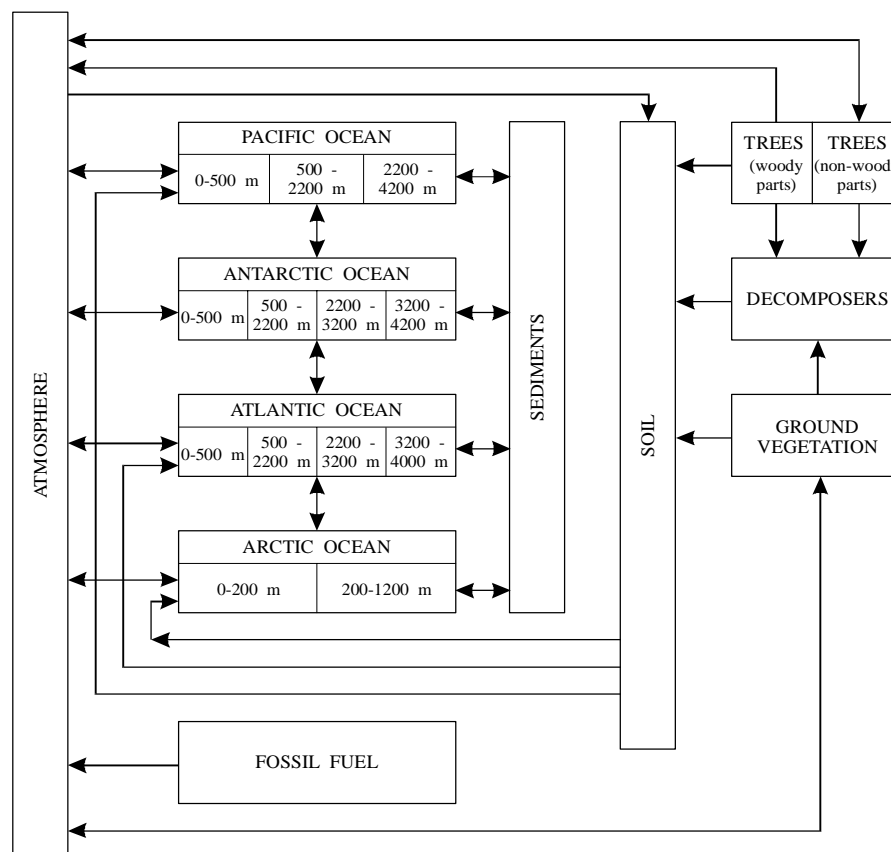 ATMOSPHERE
PACIFIC OCEAN
0-500 m
500 -
2200 m
2200 -
4200 m
ANTARCTIC OCEAN
0-500 m
500 -
2200 m
2200 -
3200 m
3200 -
4200 m
ATLANTIC OCEAN
0-500 m
500 -
2200 m
2200 -
3200 m
3200 -
4000 m
ARCTIC OCEAN
0-200 m
200-1200 m
FOSSIL FUEL
SEDIMENTS
SOIL
TREES
(woody
parts)
TREES
(non-wood
parts)
DECOMPOSERS
GROUND
VEGETATION